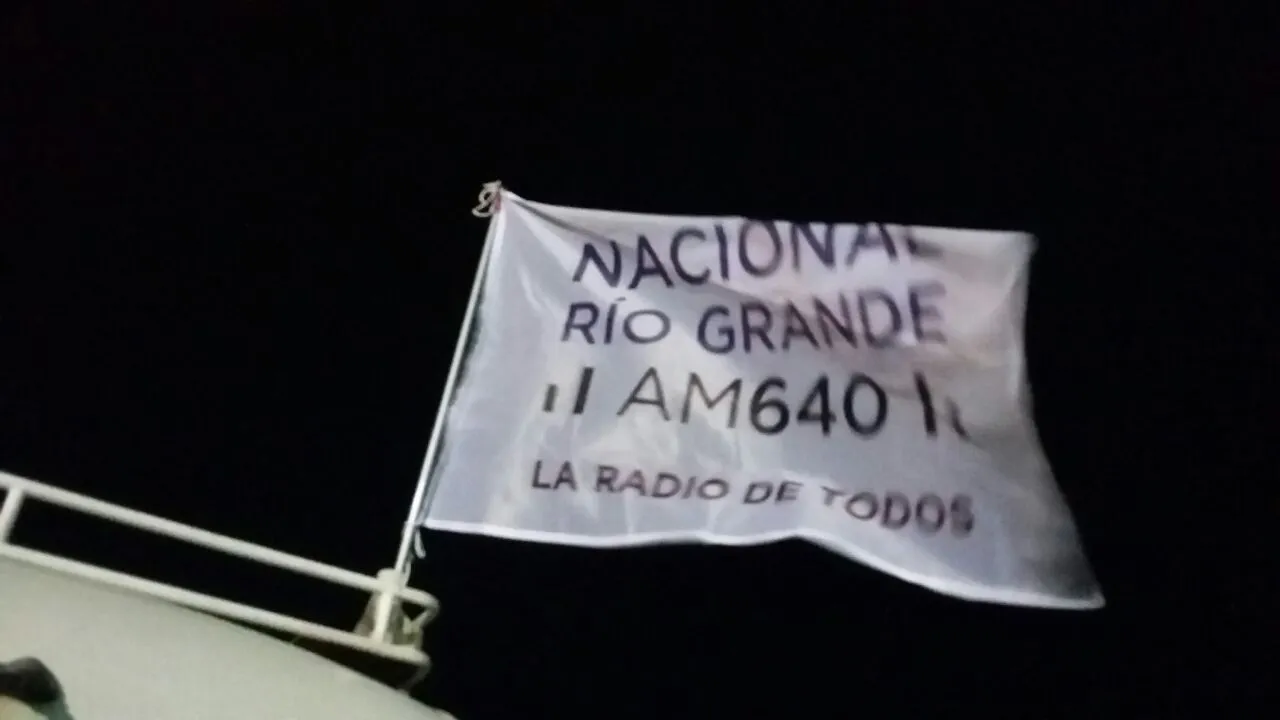 NACIONAL
RÍO GRANDE
AM640
LA RADIO DE TODOS